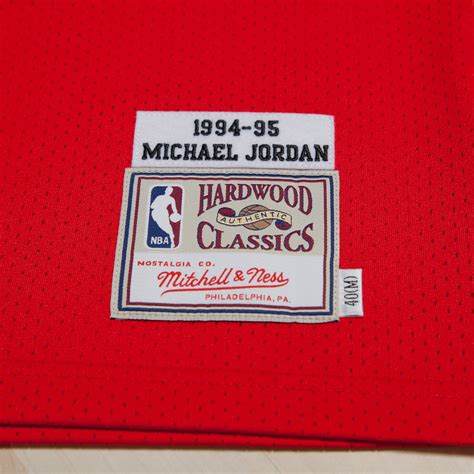 1994-95
MICHAEL JORDAN
NBA
HARDWOOD
AUTHENTIC
CLASSICS
NOSTALGIA CO.
Mitchell & Ness
PHILADELPHIA, PA.
40(M)